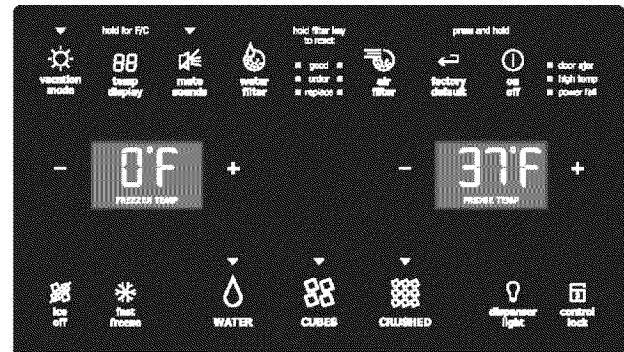 hold for F/C
hold filter key
to reset
press and hold
88
vacation
mode
temp
display
mute
sounds
water
filter
good
order
replace
air
filter
factory
default
on
off
door ajar
high temp
power fail
- 0°F +
FREEZER TEMP
- 37°F +
FRIDGE TEMP
ice
off
fast
freeze
WATER
CUBES
CRUSHED
dispenser
light
control
lock